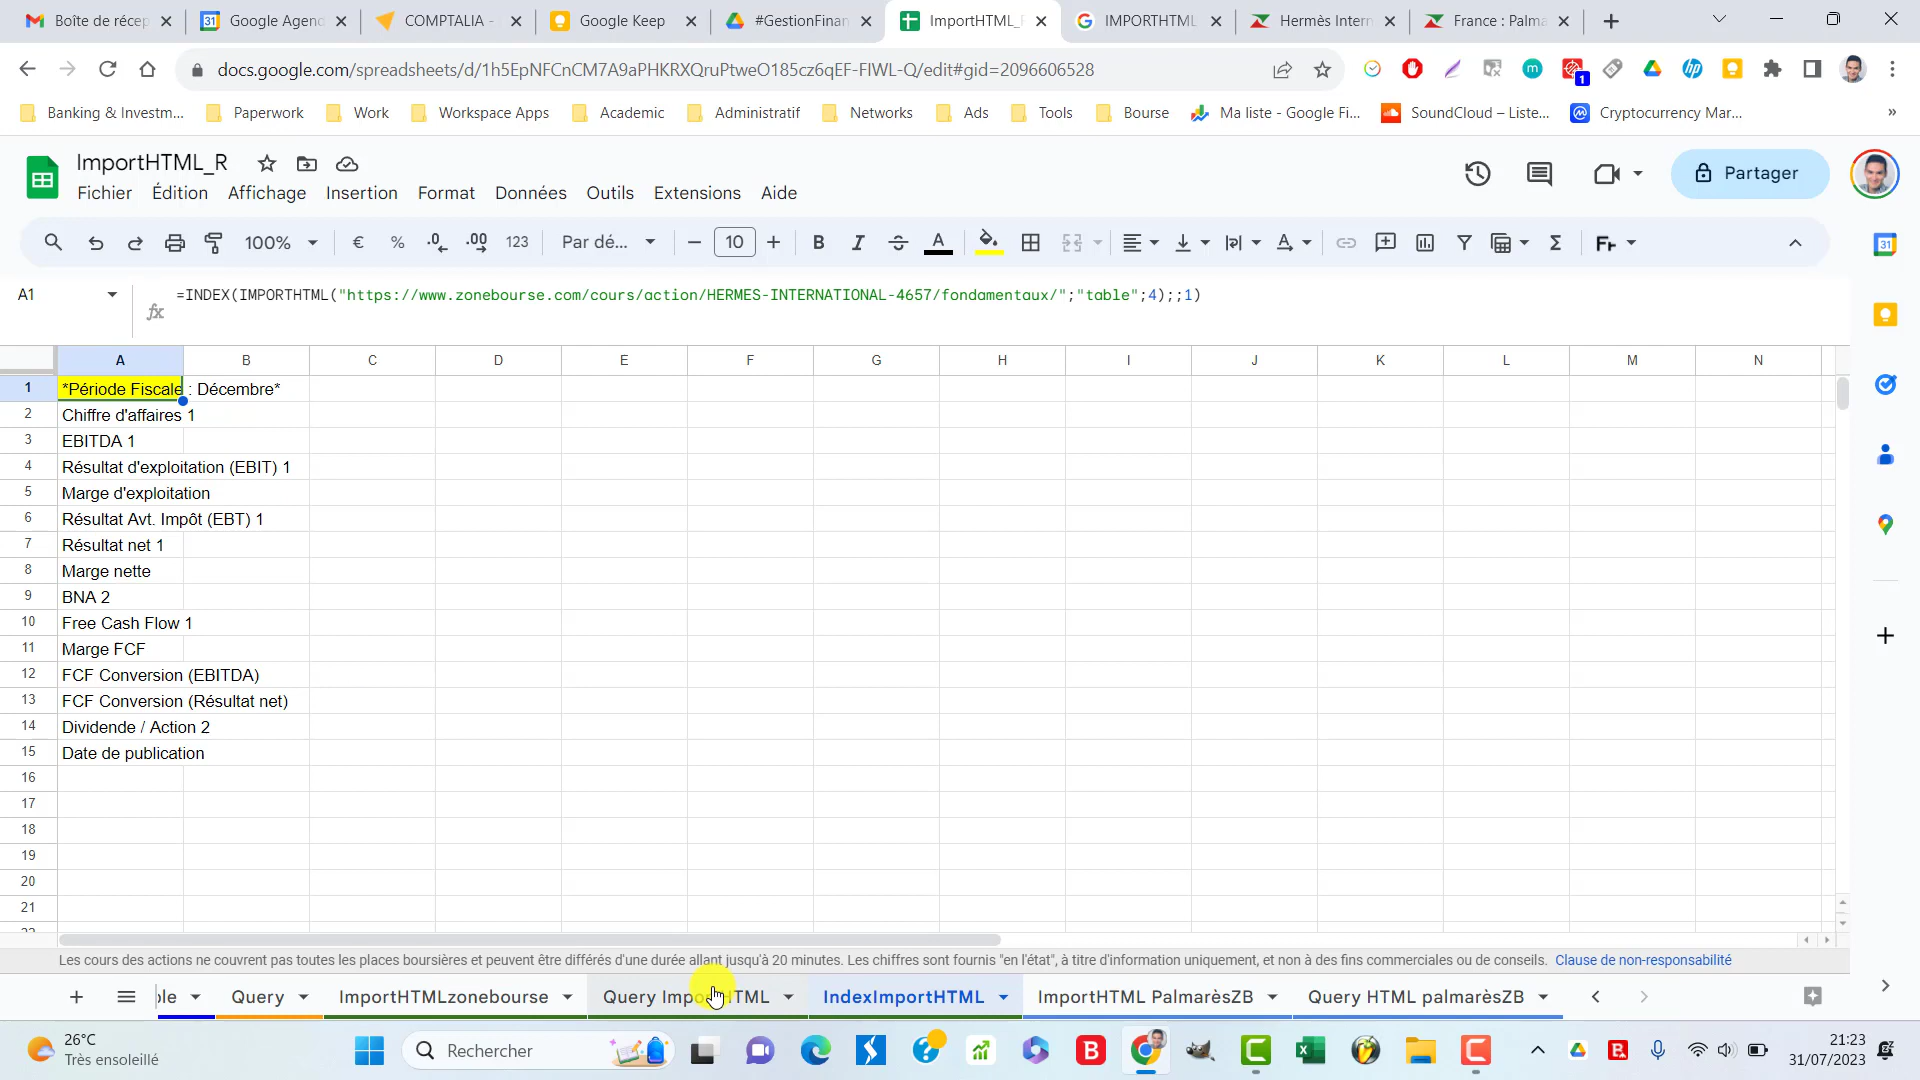 Boîte de récep
Google Agend
COMPTALIA -
Google Keep
#GestionFinan
ImportHTML_
IMPORTHTML
Hermès Intern
France : Palma
docs.google.com/spreadsheets/d/1h5EpNFCnCM7A9aPHKRXQruPtweO185cz6qEF-FIWL-Q/edit#gid=2096606528
Banking & Investm... Paperwork Work Workspace Apps Academic Administratif Networks Ads Tools Bourse Ma liste - Google Fi... SoundCloud – Liste... Cryptocurrency Mar... »
ImportHTML_R
Fichier Édition Affichage Insertion Format Données Outils Extensions Aide
Partager
100% € % .0 .00 123 Par dé... 10 B I A
A1
=INDEX(IMPORTHTML("https://www.zonebourse.com/cours/action/HERMES-INTERNATIONAL-4657/fondamentaux/";"table";4);;1)
A B C D E F G H I J K L M N
1 *Période Fiscale : Décembre*
2 Chiffre d'affaires 1
3 EBITDA 1
4 Résultat d'exploitation (EBIT) 1
5 Marge d'exploitation
6 Résultat Avt. Impôt (EBT) 1
7 Résultat net 1
8 Marge nette
9 BNA 2
10 Free Cash Flow 1
11 Marge FCF
12 FCF Conversion (EBITDA)
13 FCF Conversion (Résultat net)
14 Dividende / Action 2
15 Date de publication
16
17
18
19
20
21
Les cours des actions ne couvrent pas toutes les places boursières et peuvent être différés d'une durée allant jusqu'à 20 minutes. Les chiffres sont fournis "en l'état", à titre d'information uniquement, et non à des fins commerciales ou de conseils. Clause de non-responsabilité
Query ImportHTMLzonebourse Query Impo HTML IndexImportHTML ImportHTML PalmarèsZB Query HTML palmarèsZB
26°C
Très ensoleillé
Rechercher
21:23
31/07/2023